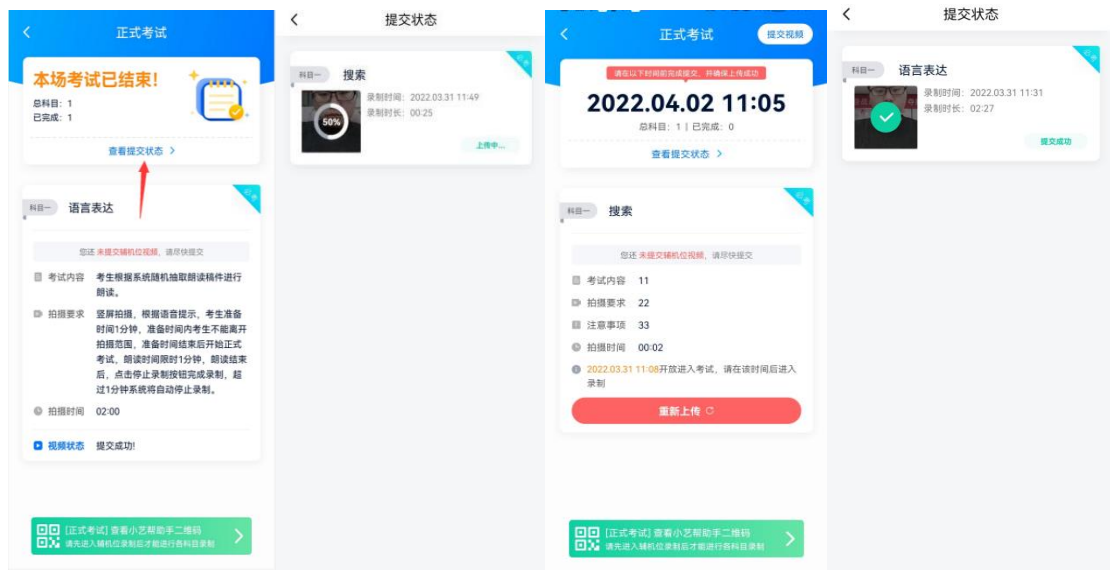 正式考试
本场考试已结束!
总科目：1
已完成：1
查看提交状态 >
科目一
语言表达
必考
您还 未提交辅机位视频，请尽快提交
考试内容 考生根据系统随机抽取朗读稿件进行
朗读。
拍摄要求 竖屏拍摄，根据语音提示，考生准备
时间1分钟，准备时间内考生不能离开
拍摄范围，准备时间结束后开始正式
考试，朗读时间限时1分钟，朗读结束
后，点击停止录制按钮完成录制，超
过1分钟系统将自动停止录制。
拍摄时间 02:00
视频状态 提交成功!
[正式考试] 查看小艺帮助手二维码
请先进入辅机位录制后才能进行各科目录制
提交状态
科目一
搜索
必考
录制时间：2022.03.31 11:49
录制时长：00:25
50%
上传中...
正式考试
提交视频
请在以下时间前完成提交，并确保上传成功
2022.04.02 11:05
总科目：1 | 已完成：0
查看提交状态 >
科目一
搜索
必考
您还 未提交辅机位视频，请尽快提交
考试内容 11
拍摄要求 22
注意事项 33
拍摄时间 00:02
2022.03.31 11:08开放进入考试，请在该时间后进入
录制
重新上传
[正式考试] 查看小艺帮助手二维码
请先进入辅机位录制后才能进行各科目录制
提交状态
科目一
语言表达
必考
录制时间：2022.03.31 11:31
录制时长：02:27
提交成功